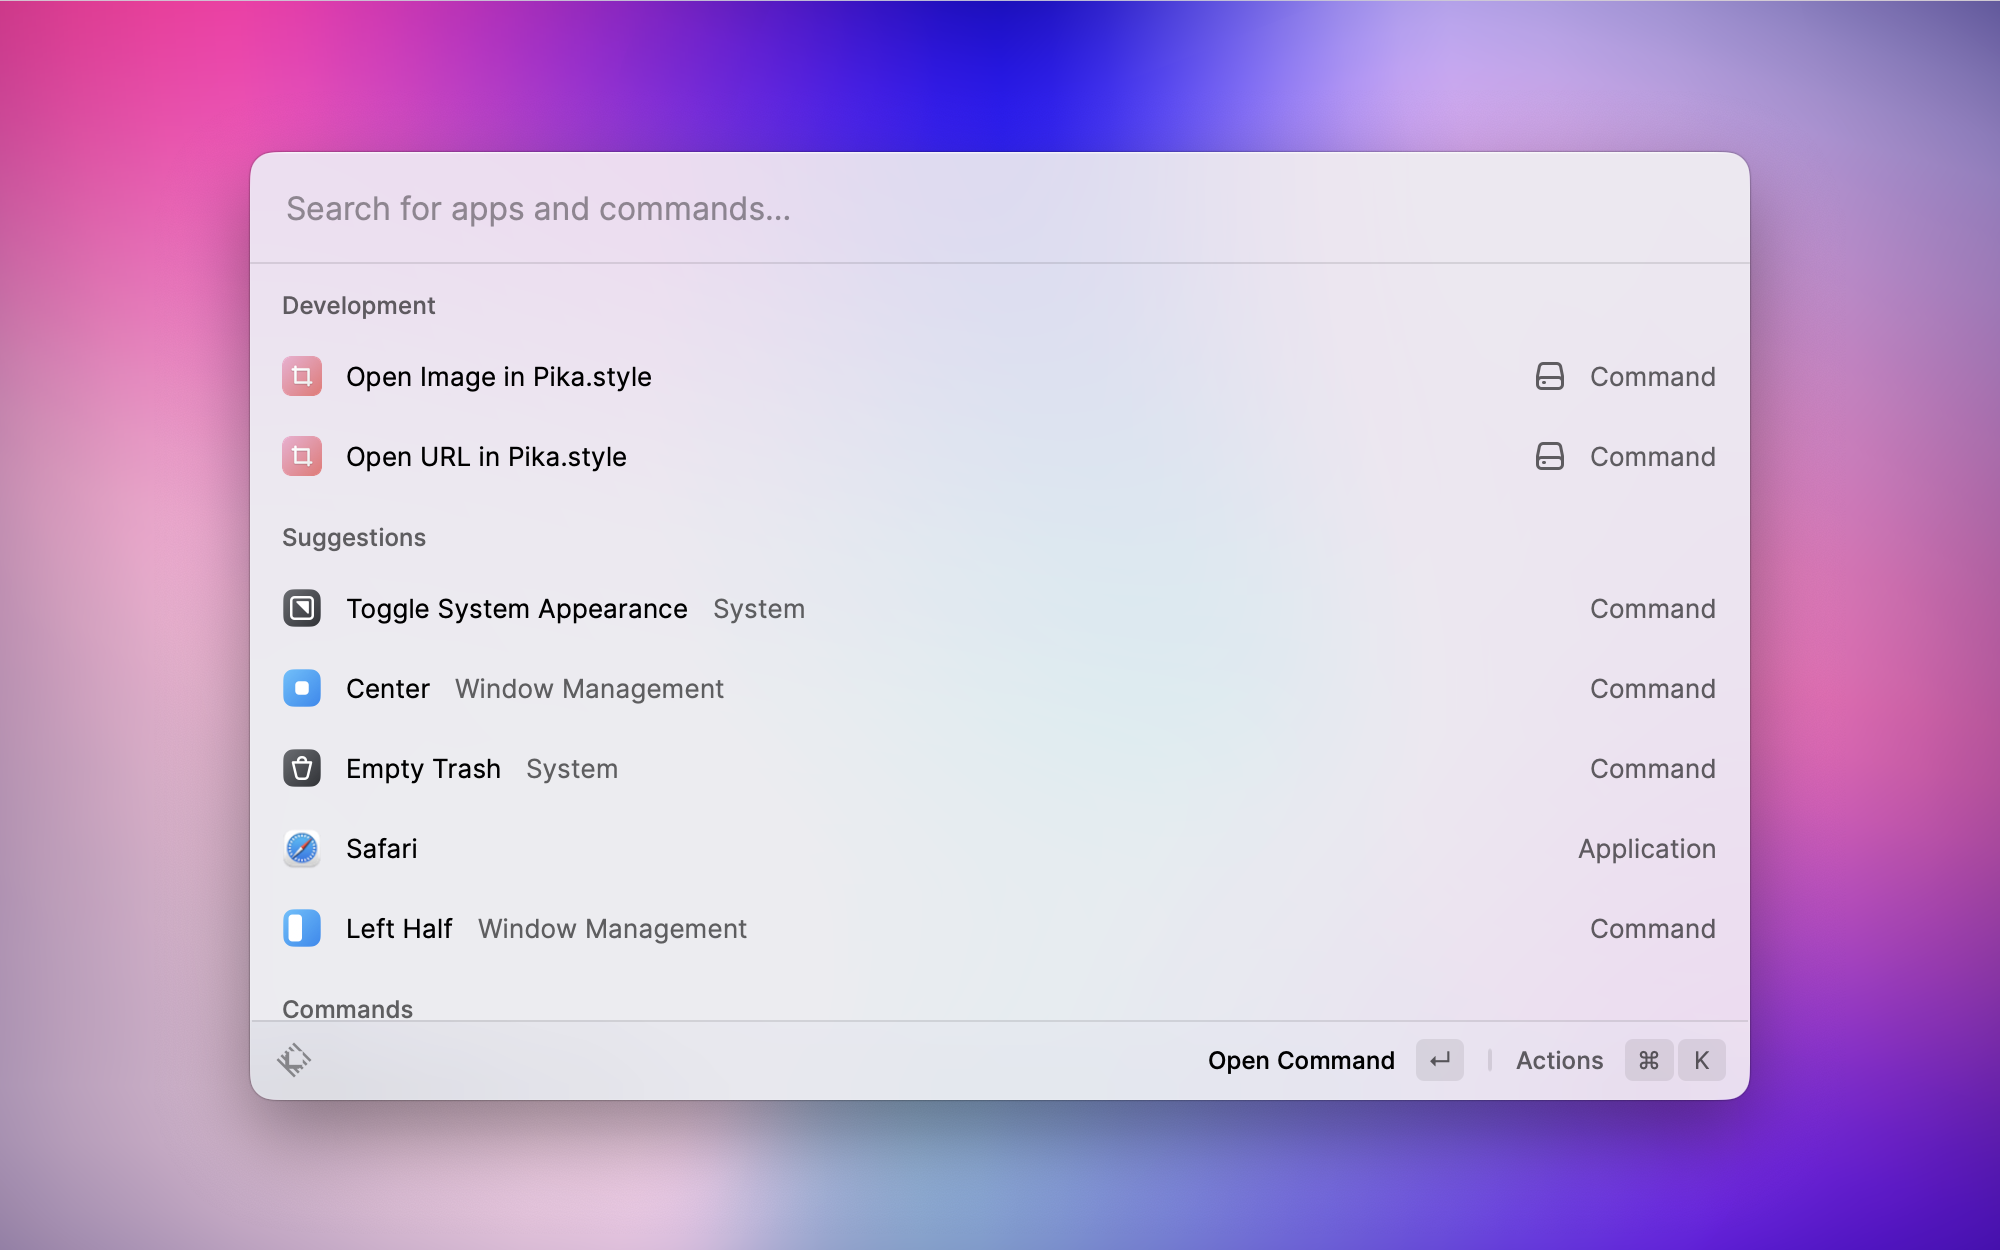 Search for apps and commands...
Development
Open Image in Pika.style Command
Open URL in Pika.style Command
Suggestions
Toggle System Appearance System Command
Center Window Management Command
Empty Trash System Command
Safari Application
Left Half Window Management Command
Commands
Open Command ↵ Actions ⌘ K